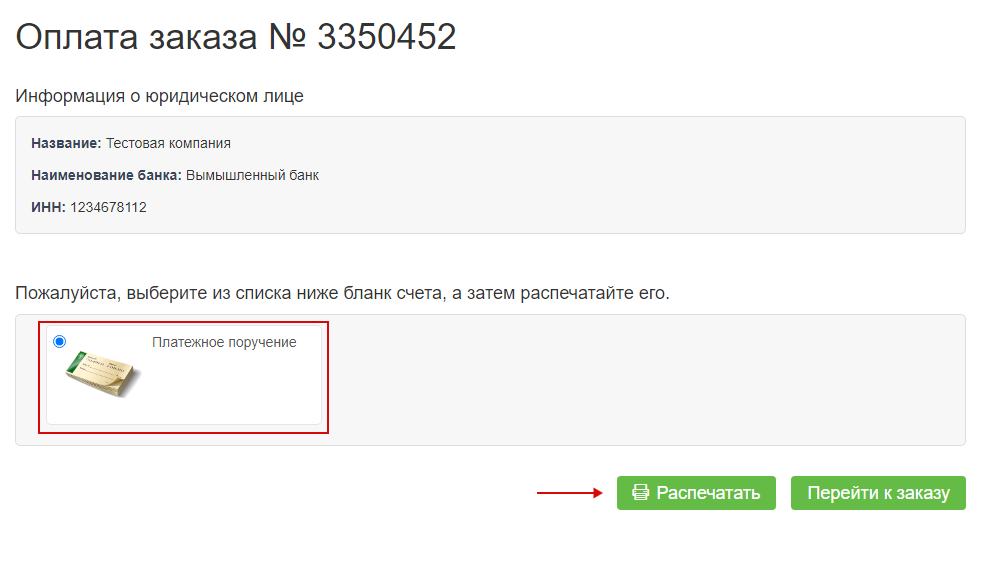 Оплата заказа № 3350452
Информация о юридическом лице
Название: Тестовая компания
Наименование банка: Вымышленный банк
ИНН: 1234678112
Пожалуйста, выберите из списка ниже бланк счета, а затем распечатайте его.
Платежное поручение
Распечатать
Перейти к заказу